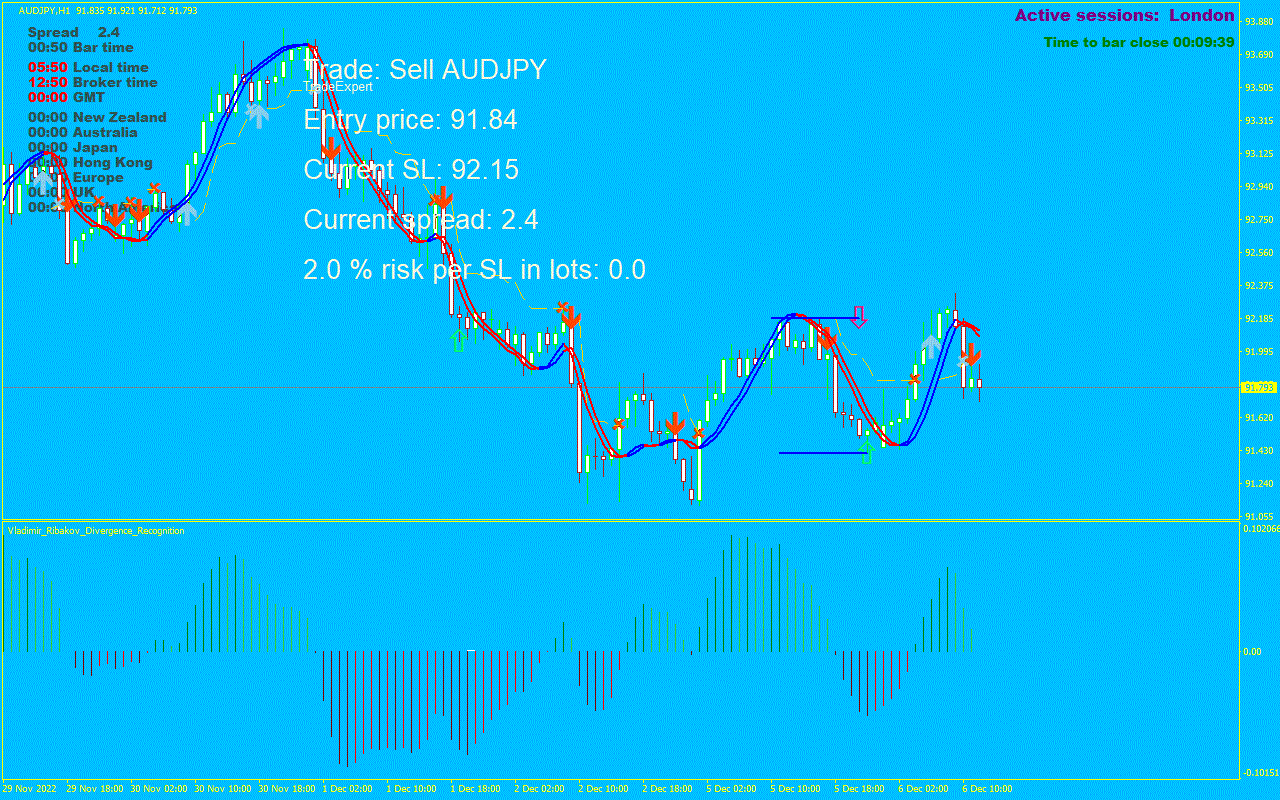 AUDJPY,H1 91.835 91.921 91.712 91.793
Spread 2.4
00:50 Bar time
05:50 Local time
12:50 Broker time
00:00 GMT
00:00 New Zealand
00:00 Australia
00:00 Japan
00:00 Hong Kong
Europe
UK
North America
Trade: Sell AUDJPY
TradeExpert
Entry price: 91.84
Current SL: 92.15
Current spread: 2.4
2.0 % risk per SL in lots: 0.0
Active sessions: London
Time to bar close 00:09:39
93.880
93.690
93.505
93.315
93.125
92.940
92.750
92.560
92.375
92.185
91.995
91.793
91.620
91.430
91.240
91.055
Vladimir_Ribakov_Divergence_Recognition
0.102066
0.00
-0.10151
29 Nov 2022
29 Nov 18:00
30 Nov 02:00
30 Nov 10:00
30 Nov 18:00
1 Dec 02:00
1 Dec 10:00
1 Dec 18:00
2 Dec 02:00
2 Dec 10:00
2 Dec 18:00
5 Dec 02:00
5 Dec 10:00
5 Dec 18:00
6 Dec 02:00
6 Dec 10:00